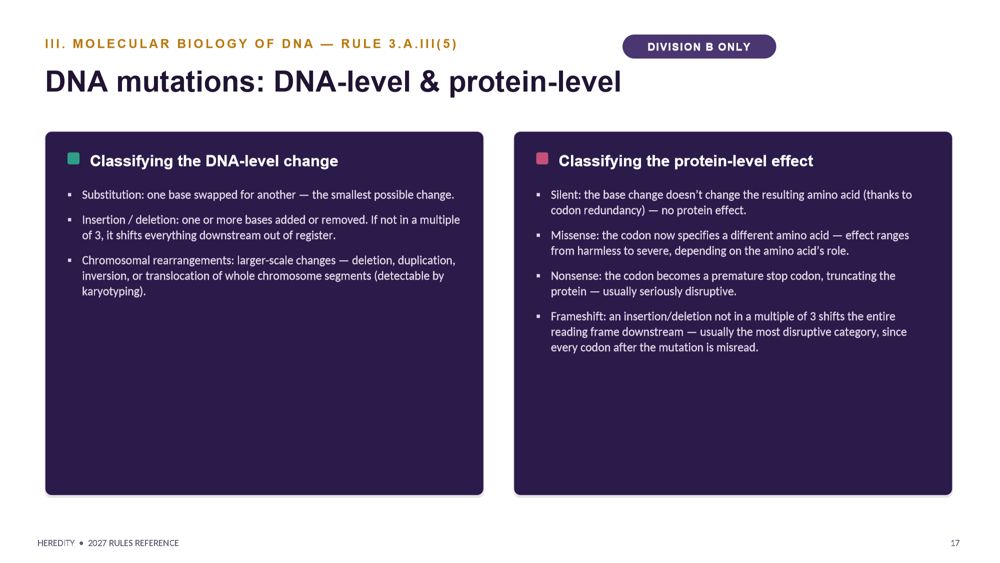 III. MOLECULAR BIOLOGY OF DNA — RULE 3.A.III(5)
DIVISION B ONLY
DNA mutations: DNA-level & protein-level
Classifying the DNA-level change
▪ Substitution: one base swapped for another — the smallest possible change.
▪ Insertion / deletion: one or more bases added or removed. If not in a multiple
of 3, it shifts everything downstream out of register.
▪ Chromosomal rearrangements: larger-scale changes — deletion, duplication,
inversion, or translocation of whole chromosome segments (detectable by
karyotyping).
Classifying the protein-level effect
▪ Silent: the base change doesn’t change the resulting amino acid (thanks to
codon redundancy) — no protein effect.
▪ Missense: the codon now specifies a different amino acid — effect ranges
from harmless to severe, depending on the amino acid’s role.
▪ Nonsense: the codon becomes a premature stop codon, truncating the
protein — usually seriously disruptive.
▪ Frameshift: an insertion/deletion not in a multiple of 3 shifts the entire
reading frame downstream — usually the most disruptive category, since
every codon after the mutation is misread.
HEREDITY • 2027 RULES REFERENCE
17